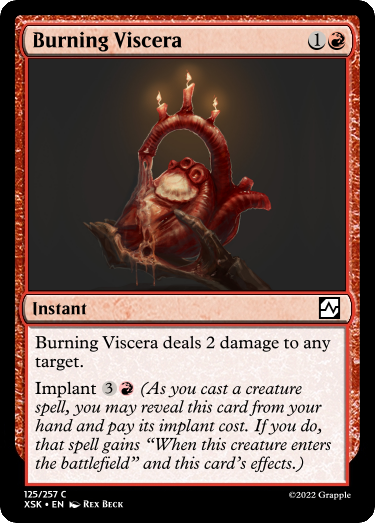 Burning Viscera 1
Instant
Burning Viscera deals 2 damage to any
target.
Implant 3 (As you cast a creature
spell, you may reveal this card from your
hand and pay its implant cost. If you do,
that spell gains “When this creature enters
the battlefield” and this card’s effects.)
125/257 C
XSK • EN Rex Beck
©2022 Grapple